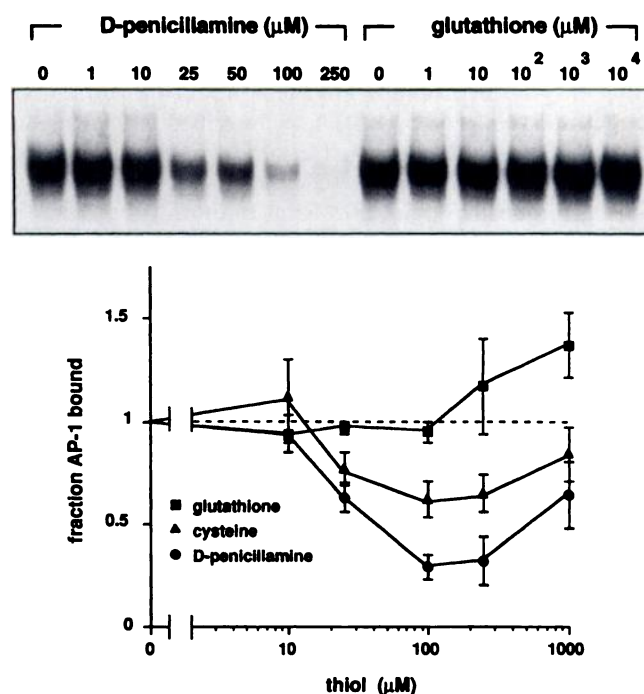 D-penicillamine (μM) glutathione (μM)
0 1 10 25 50 100 250 0 1 10 10² 10³ 10⁴
1.5
1
0.5
0
fraction AP-1 bound
glutathione
cysteine
D-penicillamine
0 10 100 1000
thiol (μM)